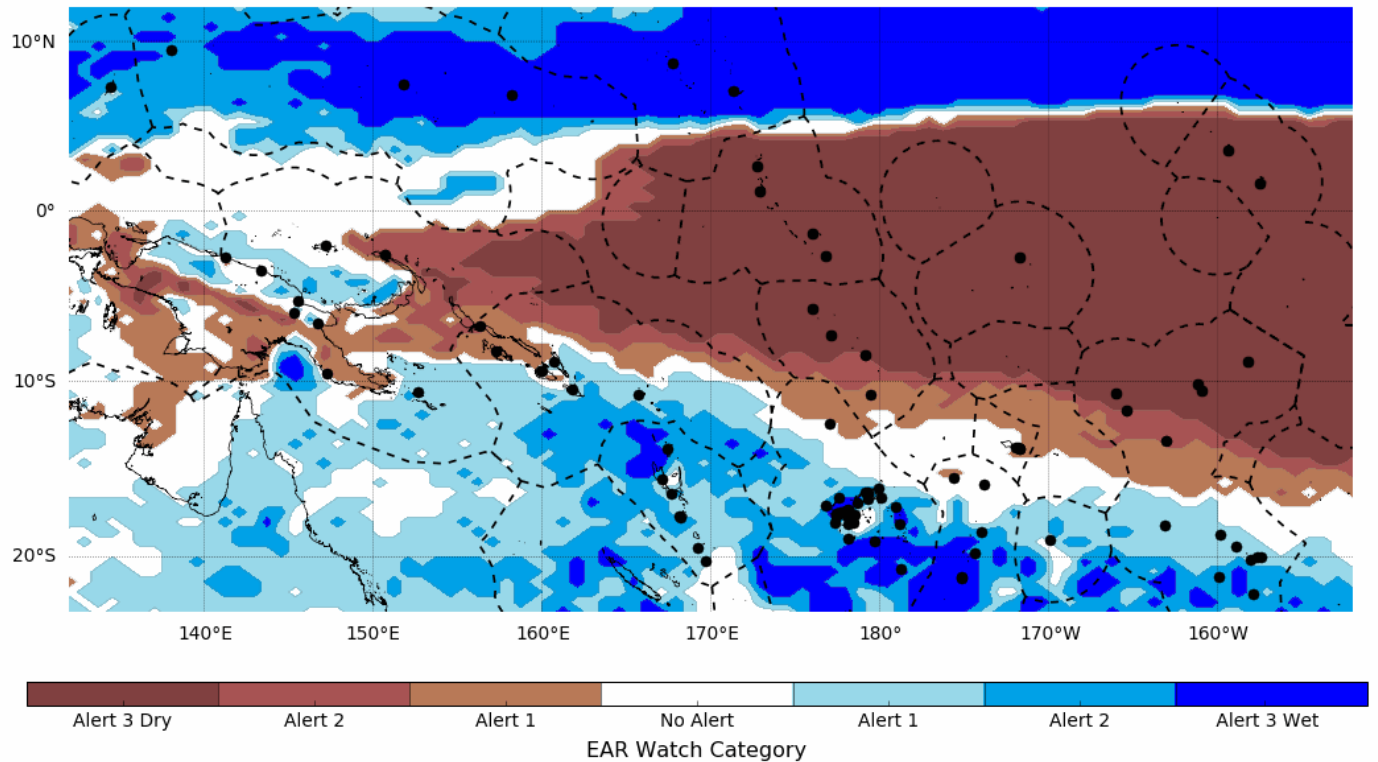 10°N
0°
10°S
20°S
140°E 150°E 160°E 170°E 180° 170°W 160°W
Alert 3 Dry Alert 2 Alert 1 No Alert Alert 1 Alert 2 Alert 3 Wet
EAR Watch Category